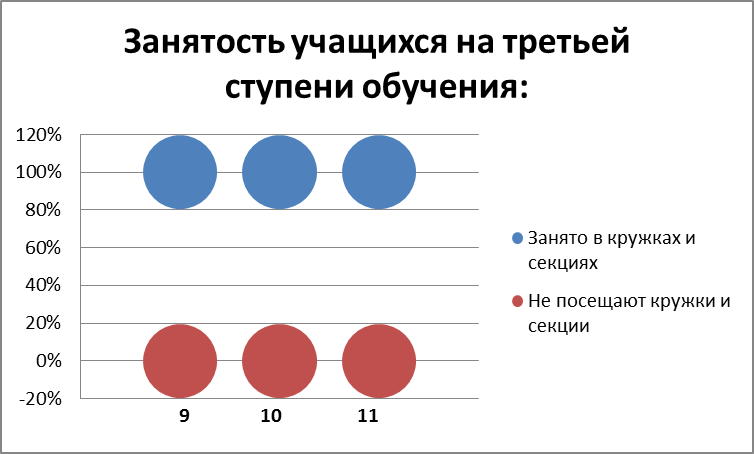 Занятость учащихся на третьей
ступени обучения:
120%
100%
80%
60%
40%
20%
0%
-20%
9 10 11
Занято в кружках и
секциях
Не посещают кружки и
секции